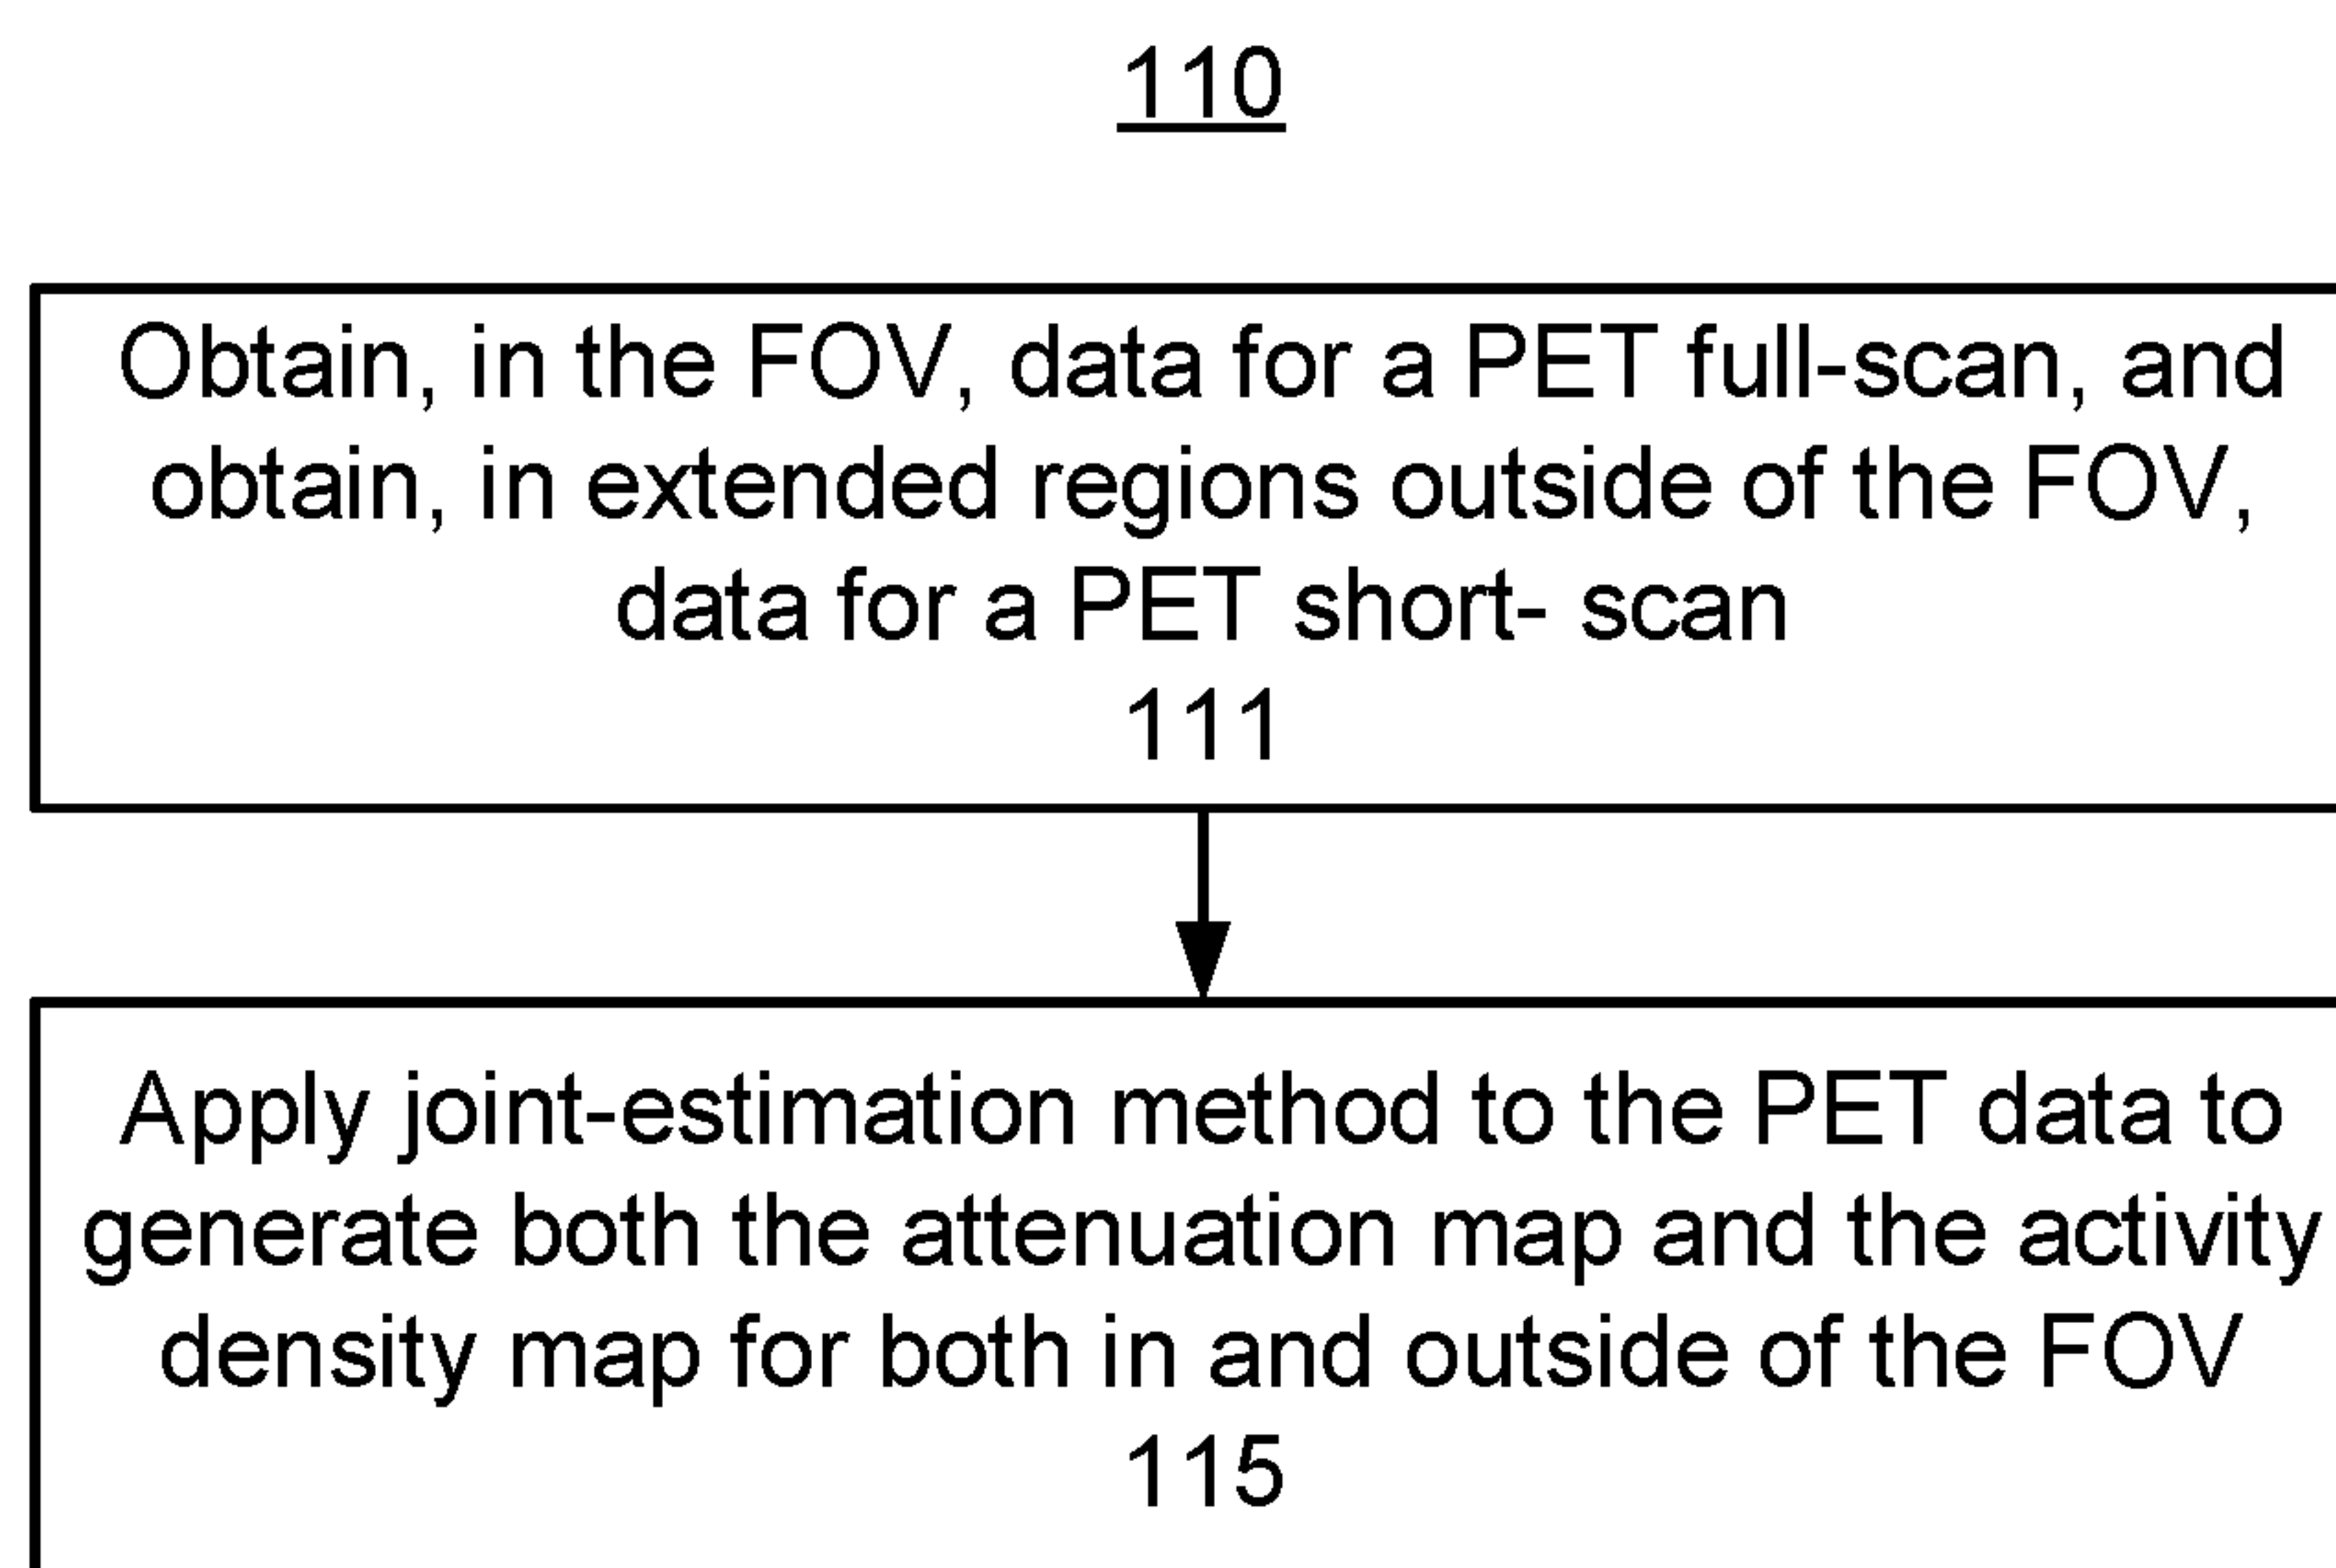 110
Obtain, in the FOV, data for a PET full-scan, and
obtain, in extended regions outside of the FOV,
data for a PET short- scan
111
Apply joint-estimation method to the PET data to
generate both the attenuation map and the activity
density map for both in and outside of the FOV
115